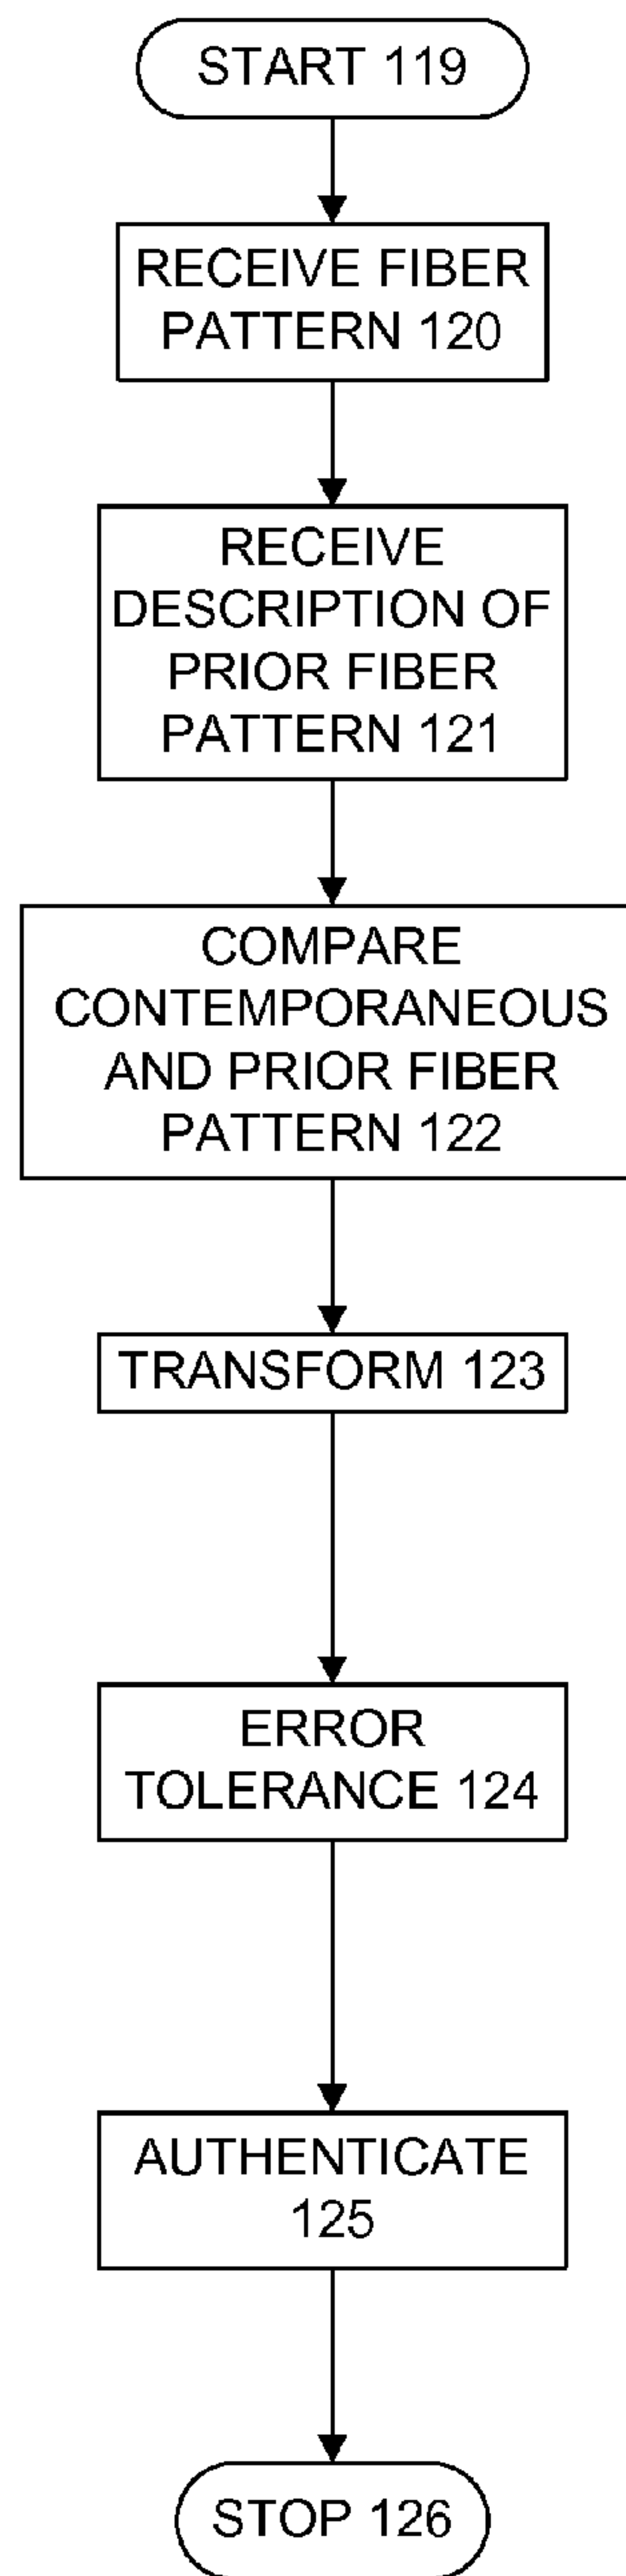 START 119
RECEIVE FIBER
PATTERN 120
RECEIVE
DESCRIPTION OF
PRIOR FIBER
PATTERN 121
COMPARE
CONTEMPORANEOUS
AND PRIOR FIBER
PATTERN 122
TRANSFORM 123
ERROR
TOLERANCE 124
AUTHENTICATE
125
STOP 126